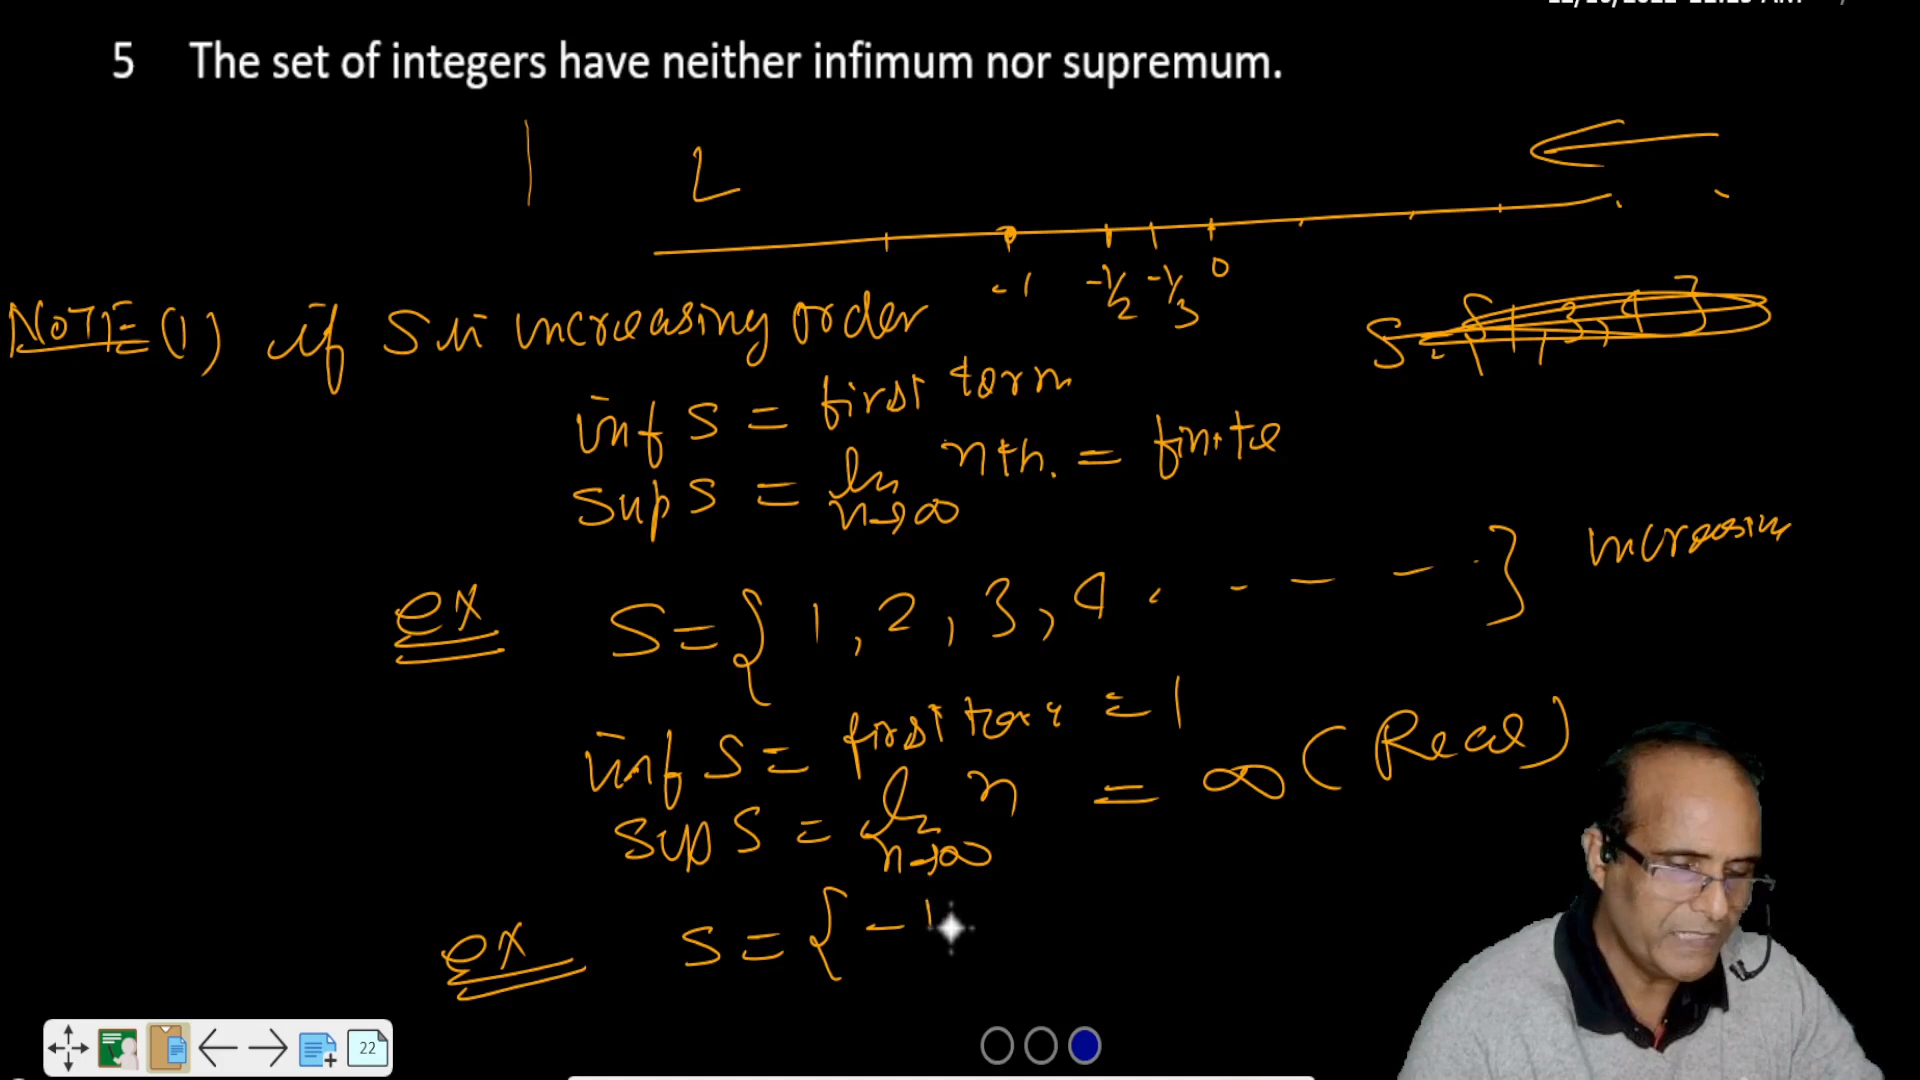 5 The set of integers have neither infimum nor supremum.
-1 -1/2 -1/3 0
NOTE (1) if S is increasing order
inf S = first term
sup S = lim n→∞ nth. = finite
ex S = { 1, 2, 3, 4 . - - - - } increasing
inf S = first term = 1
sup S = lim n→∞ n = ∞ (Real)
ex S = { - 1
22